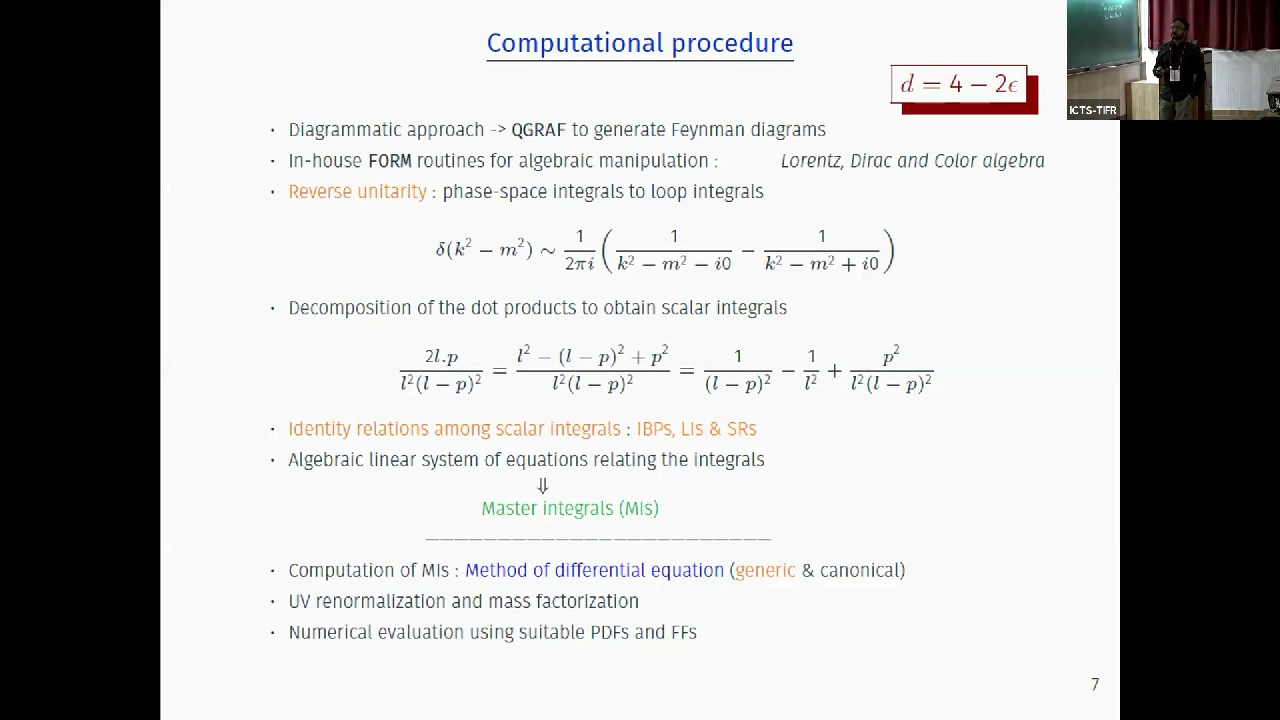 Computational procedure
d = 4 − 2ϵ
ICTS-TIFR
· Diagrammatic approach -> QGRAF to generate Feynman diagrams
· In-house FORM routines for algebraic manipulation : Lorentz, Dirac and Color algebra
· Reverse unitarity : phase-space integrals to loop integrals
δ(k² − m²) ∼ 1/2πi ( 1/k² − m² − i0 − 1/k² − m² + i0 )
· Decomposition of the dot products to obtain scalar integrals
2l.p/l²(l − p)² = l² − (l − p)² + p²/l²(l − p)² = 1/(l − p)² − 1/l² + p²/l²(l − p)²
· Identity relations among scalar integrals : IBPs, LIs & SRs
· Algebraic linear system of equations relating the integrals
⇓
Master integrals (MIs)
· Computation of MIs : Method of differential equation (generic & canonical)
· UV renormalization and mass factorization
· Numerical evaluation using suitable PDFs and FFs
7